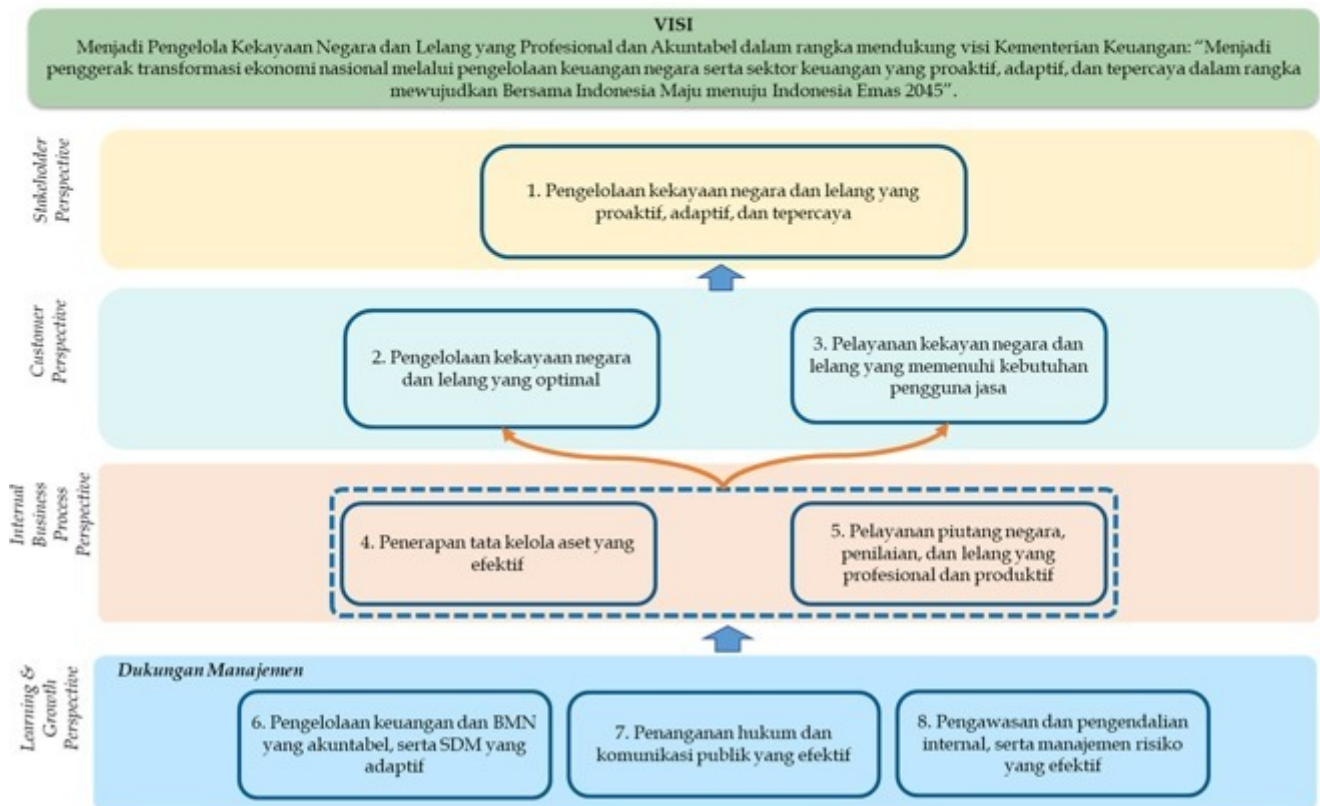 VISI
Menjadi Pengelola Kekayaan Negara dan Lelang yang Profesional dan Akuntabel dalam rangka mendukung visi Kementerian Keuangan: “Menjadi
penggerak transformasi ekonomi nasional melalui pengelolaan keuangan negara serta sektor keuangan yang proaktif, adaptif, dan tepercaya dalam rangka
mewujudkan Bersama Indonesia Maju menuju Indonesia Emas 2045”.
Stakeholder
Perspective
1. Pengelolaan kekayaan negara dan lelang yang
proaktif, adaptif, dan tepercaya
Customer
Perspective
2. Pengelolaan kekayaan negara
dan lelang yang optimal
3. Pelayanan kekayan negara dan
lelang yang memenuhi kebutuhan
pengguna jasa
Internal
Business
Process
Perspective
4. Penerapan tata kelola aset yang
efektif
5. Pelayanan piutang negara,
penilaian, dan lelang yang
profesional dan produktif
Learning &
Growth
Perspective
Dukungan Manajemen
6. Pengelolaan keuangan dan BMN
yang akuntabel, serta SDM yang
adaptif
7. Penanganan hukum dan
komunikasi publik yang efektif
8. Pengawasan dan pengendalian
internal, serta manajemen risiko
yang efektif